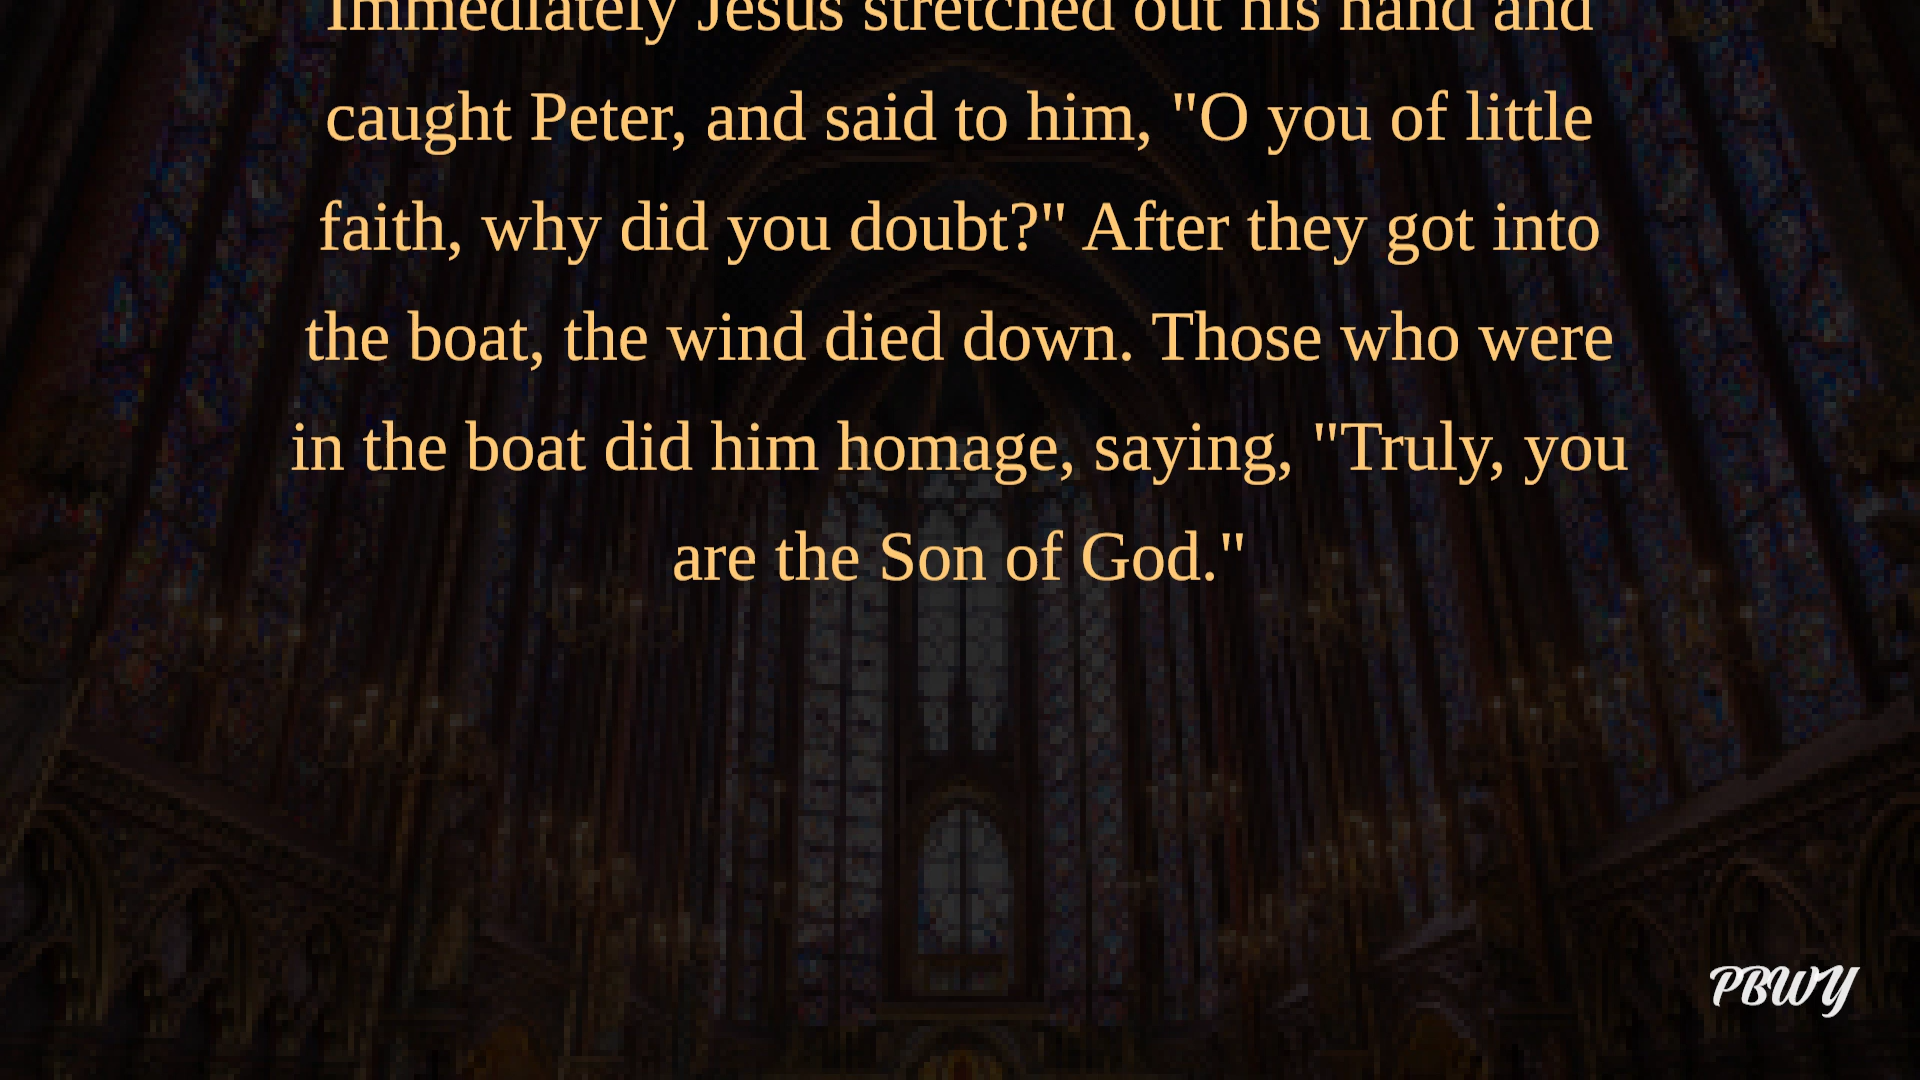 Immediately Jesus stretched out his hand and
caught Peter, and said to him, "O you of little
faith, why did you doubt?" After they got into
the boat, the wind died down. Those who were
in the boat did him homage, saying, "Truly, you
are the Son of God."
PBWY